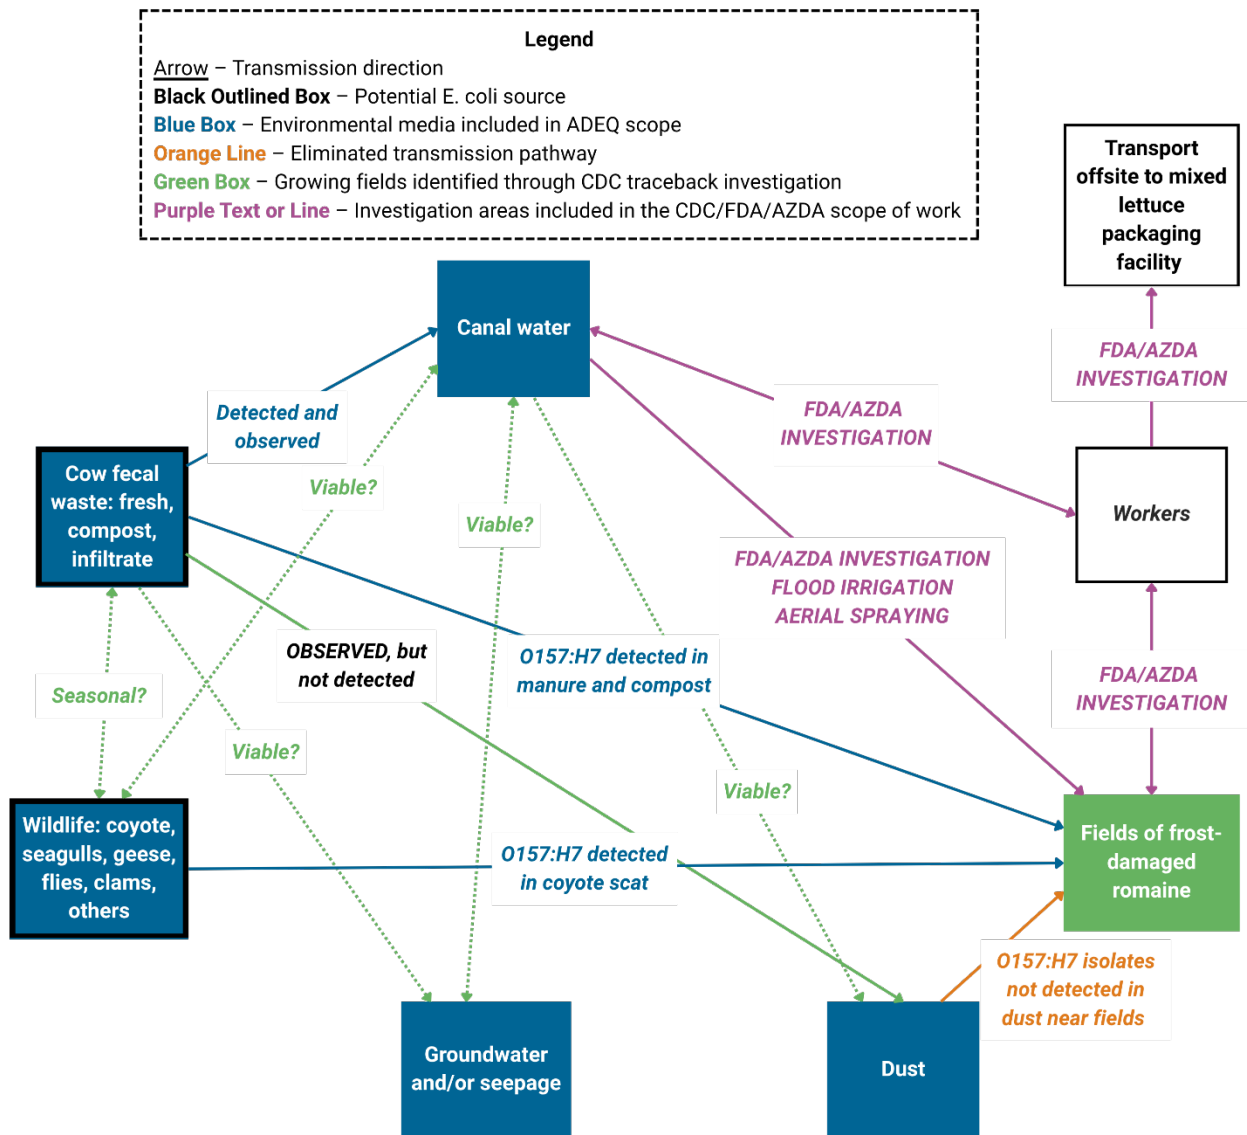 Legend
Arrow – Transmission direction
Black Outlined Box – Potential E. coli source
Blue Box – Environmental media included in ADEQ scope
Orange Line – Eliminated transmission pathway
Green Box – Growing fields identified through CDC traceback investigation
Purple Text or Line – Investigation areas included in the CDC/FDA/AZDA scope of work
Transport
offsite to mixed
lettuce
packaging
facility
Canal water
FDA/AZDA
INVESTIGATION
Detected and
observed
FDA/AZDA
INVESTIGATION
Cow fecal
waste: fresh,
compost,
infiltrate
Viable?
Viable?
Workers
FDA/AZDA INVESTIGATION
FLOOD IRRIGATION
AERIAL SPRAYING
OBSERVED, but
not detected
O157:H7 detected in
manure and compost
FDA/AZDA
INVESTIGATION
Seasonal?
Viable?
Viable?
Wildlife: coyote,
seagulls, geese,
flies, clams,
others
O157:H7 detected
in coyote scat
Fields of frost-
damaged
romaine
O157:H7 isolates
not detected in
dust near fields
Groundwater
and/or seepage
Dust